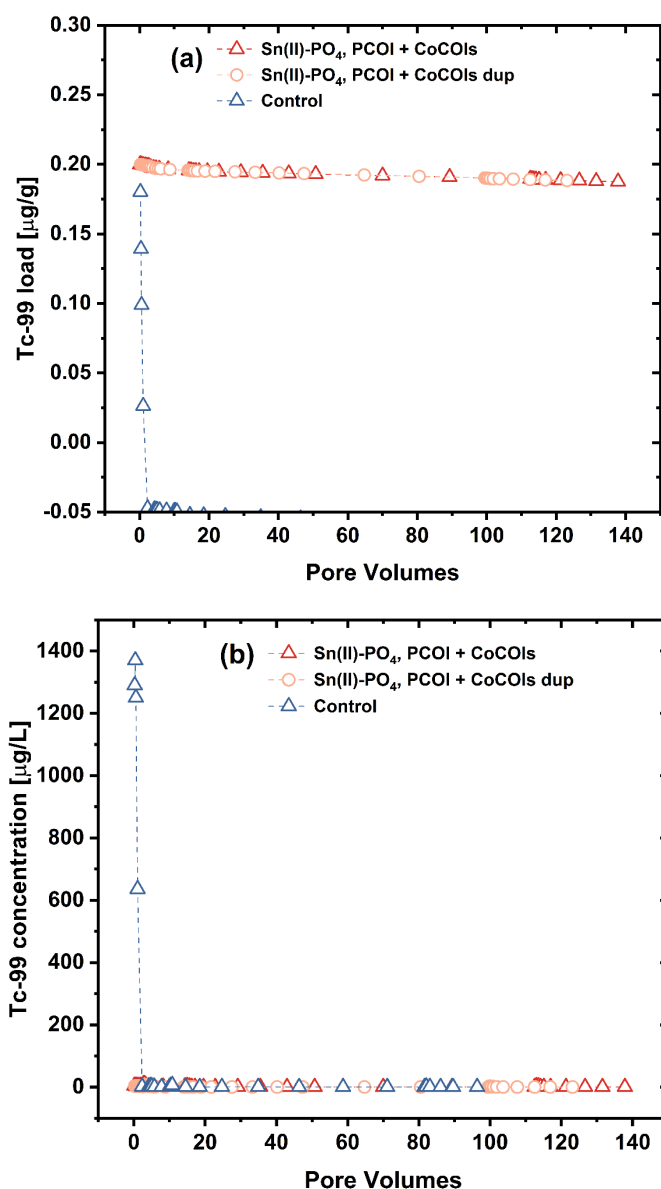 (a)
Sn(II)-PO₄, PCOI + CoCOIs
Sn(II)-PO₄, PCOI + CoCOIs dup
Control
0.30
0.25
0.20
0.15
0.10
0.05
0.00
-0.05
Tc-99 load [µg/g]
0 20 40 60 80 100 120 140
Pore Volumes
(b)
Sn(II)-PO₄, PCOI + CoCOIs
Sn(II)-PO₄, PCOI + CoCOIs dup
Control
1400
1200
1000
800
600
400
200
0
Tc-99 concentration [µg/L]
0 20 40 60 80 100 120 140
Pore Volumes